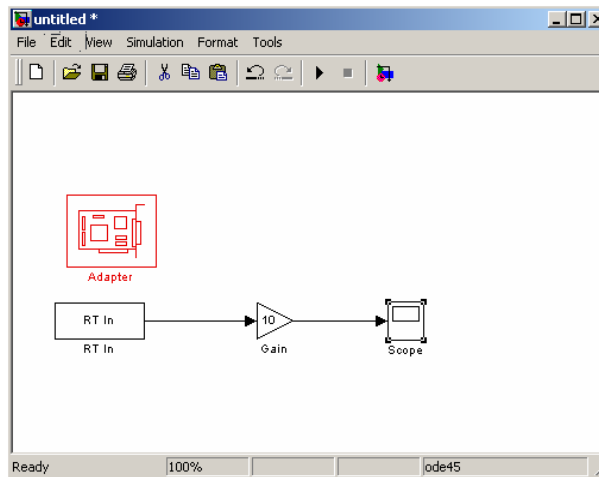 untitled *
File Edit View Simulation Format Tools
Adapter
RT In
10
RT In
Gain
Scope
Ready 100% ode45